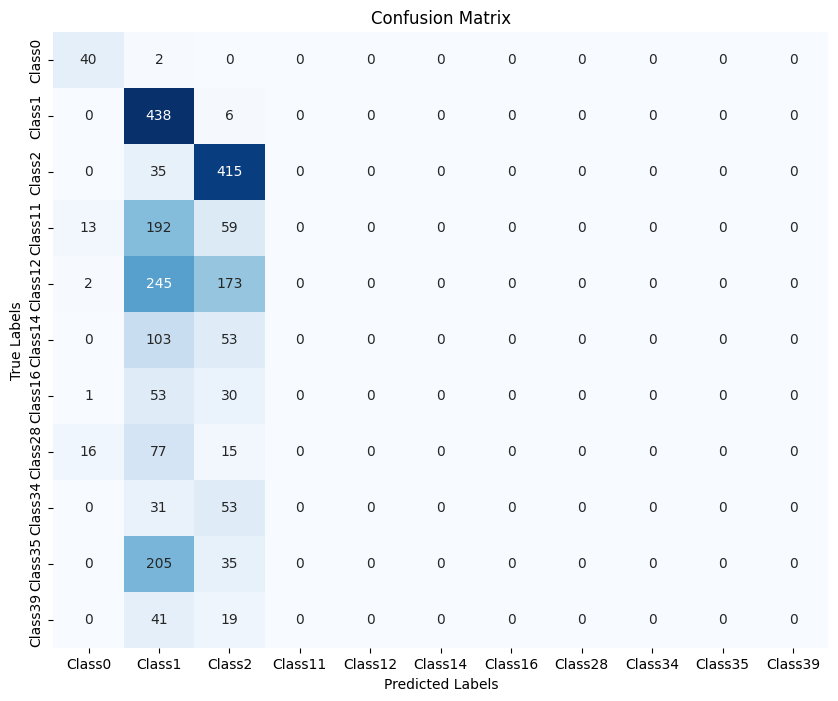 Confusion Matrix
True Labels
Class0 40 2 0 0 0 0 0 0 0 0 0
Class1 0 438 6 0 0 0 0 0 0 0 0
Class2 0 35 415 0 0 0 0 0 0 0 0
Class11 13 192 59 0 0 0 0 0 0 0 0
Class12 2 245 173 0 0 0 0 0 0 0 0
Class14 0 103 53 0 0 0 0 0 0 0 0
Class16 1 53 30 0 0 0 0 0 0 0 0
Class28 16 77 15 0 0 0 0 0 0 0 0
Class34 0 31 53 0 0 0 0 0 0 0 0
Class35 0 205 35 0 0 0 0 0 0 0 0
Class39 0 41 19 0 0 0 0 0 0 0 0
Class0 Class1 Class2 Class11 Class12 Class14 Class16 Class28 Class34 Class35 Class39
Predicted Labels